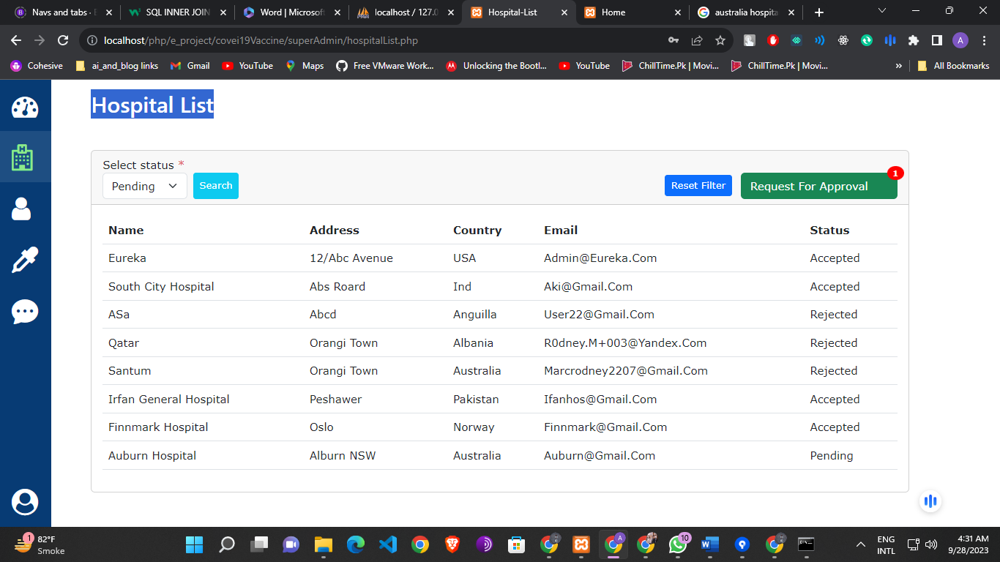 Navs and tabs · B
SQL INNER JOIN
Word | Microsof
localhost / 127.0
Hospital-List
Home
australia hospita
localhost/php/e_project/covei19Vaccine/superAdmin/hospitalList.php
A
Cohesive
ai_and_blog links
Gmail
YouTube
Maps
Free VMware Work...
Unlocking the Bootl...
YouTube
ChillTime.Pk | Movi...
ChillTime.Pk | Movi...
»
All Bookmarks
Hospital List
Select status *
Pending
Search
Reset Filter
Request For Approval
1
Name Address Country Email Status
Eureka 12/Abc Avenue USA Admin@Eureka.Com Accepted
South City Hospital Abs Roard Ind Aki@Gmail.Com Accepted
ASa Abcd Anguilla User22@Gmail.Com Rejected
Qatar Orangi Town Albania R0dney.M+003@Yandex.Com Rejected
Santum Orangi Town Australia Marcrodney2207@Gmail.Com Rejected
Irfan General Hospital Peshawer Pakistan Ifanhos@Gmail.Com Accepted
Finnmark Hospital Oslo Norway Finnmark@Gmail.Com Accepted
Auburn Hospital Alburn NSW Australia Auburn@Gmail.Com Pending
1
82°F
Smoke
A
10
ENG
INTL
4:31 AM
9/28/2023